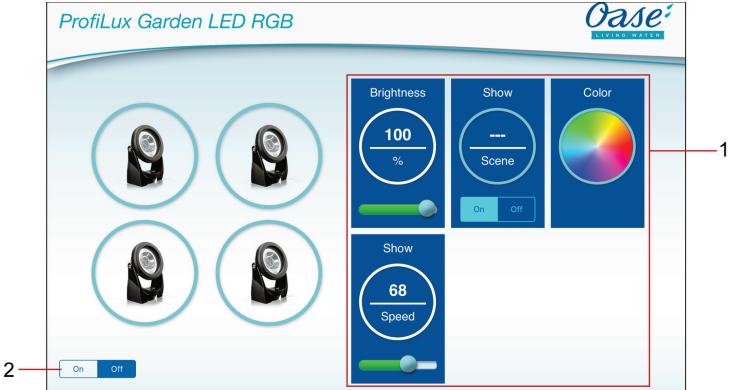 ProfiLux Garden LED RGB
Oase
LIVING WATER
Brightness
100
%
Show
---
Scene
On Off
Color
1
Show
68
Speed
2
On Off